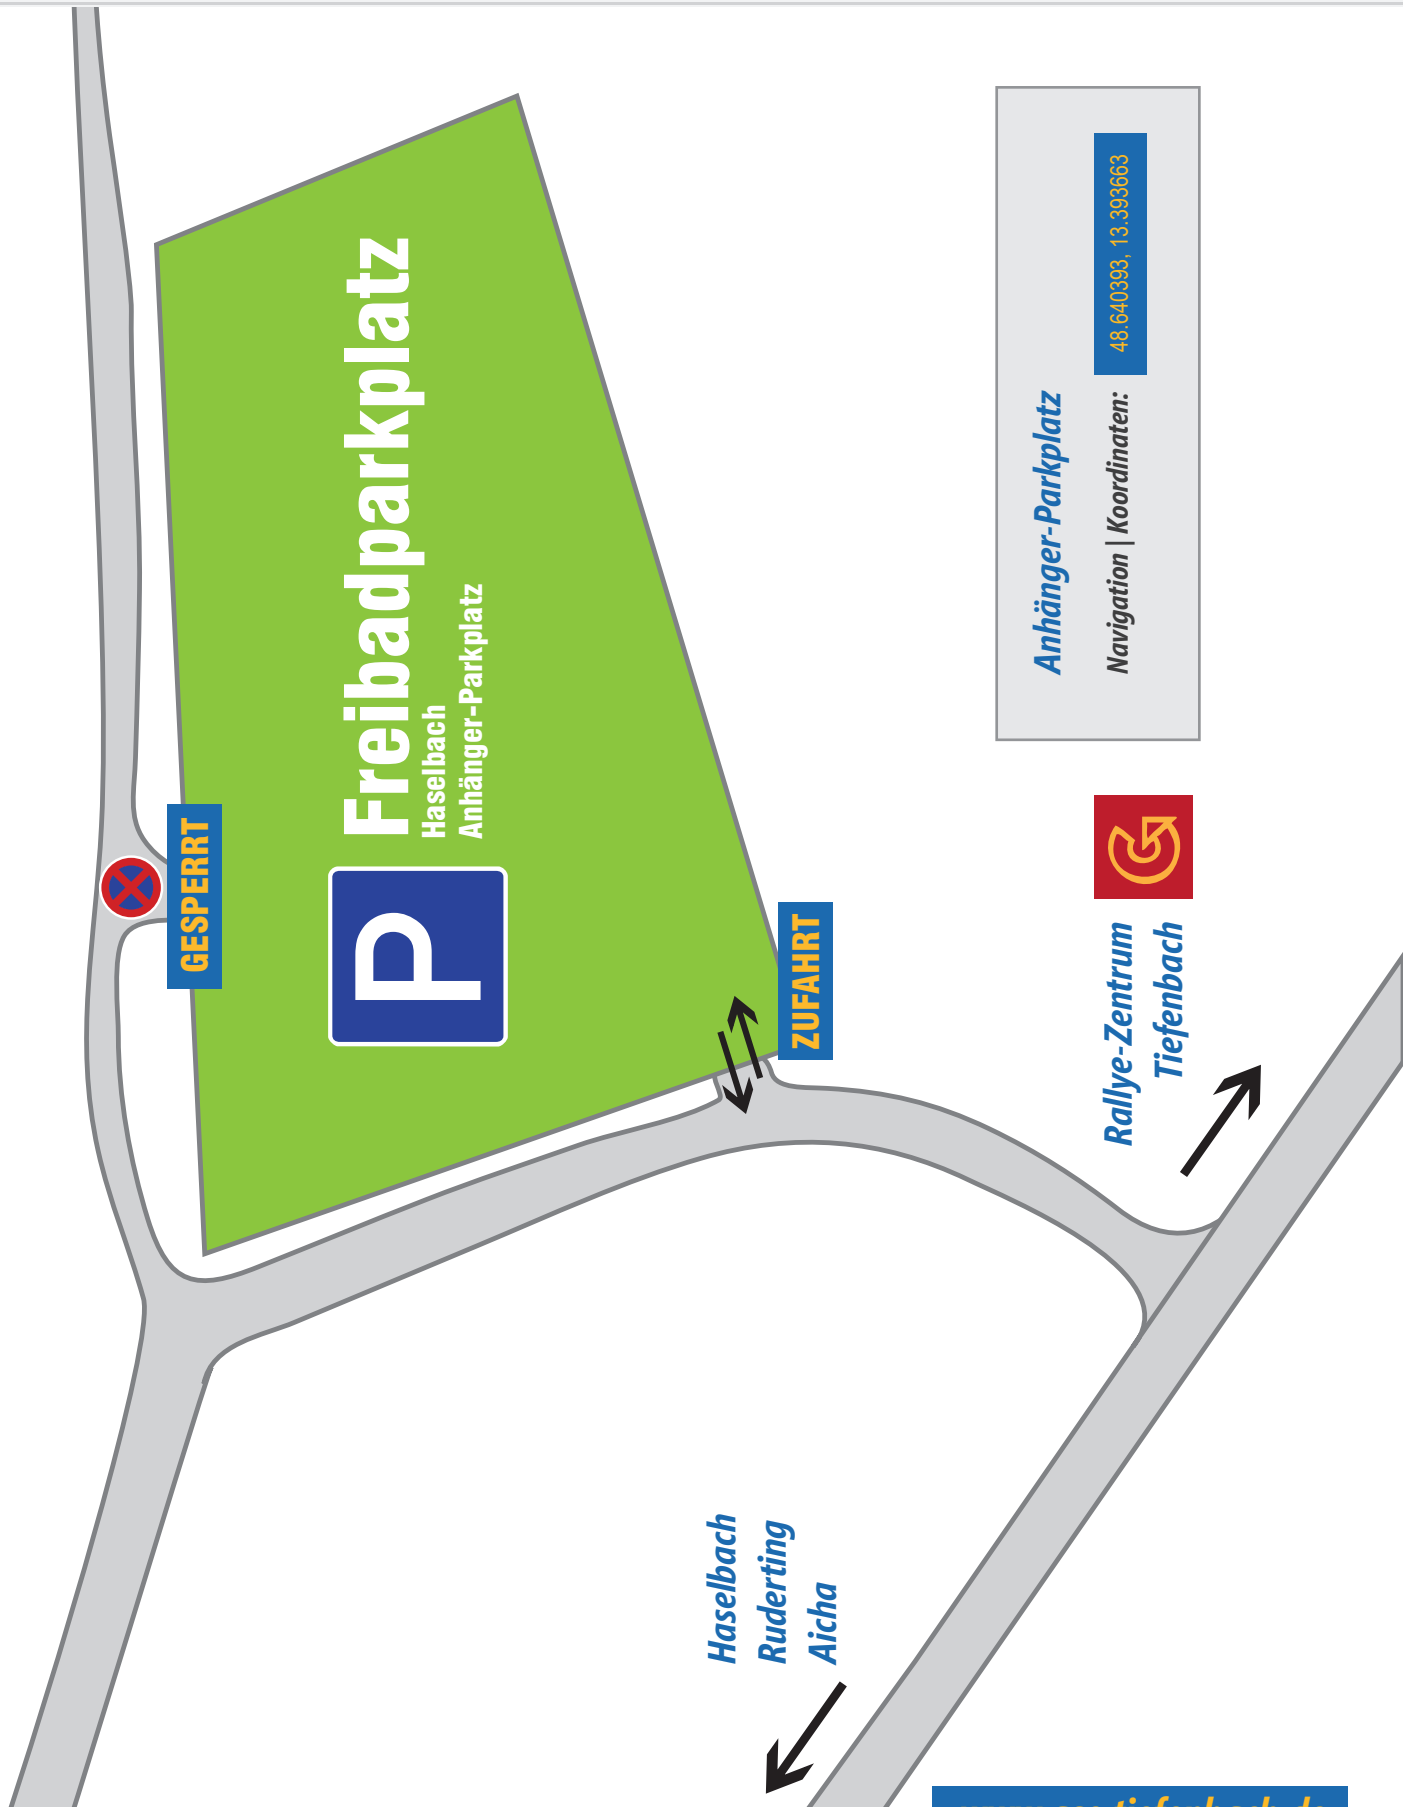 GESPERRT
P
Freibadparkplatz
Haselbach
Anhänger-Parkplatz
ZUFAHRT
Haselbach
Ruderting
Aicha
Anhänger-Parkplatz
Navigation | Koordinaten: 48.640393, 13.393663
Rallye-Zentrum
Tiefenbach